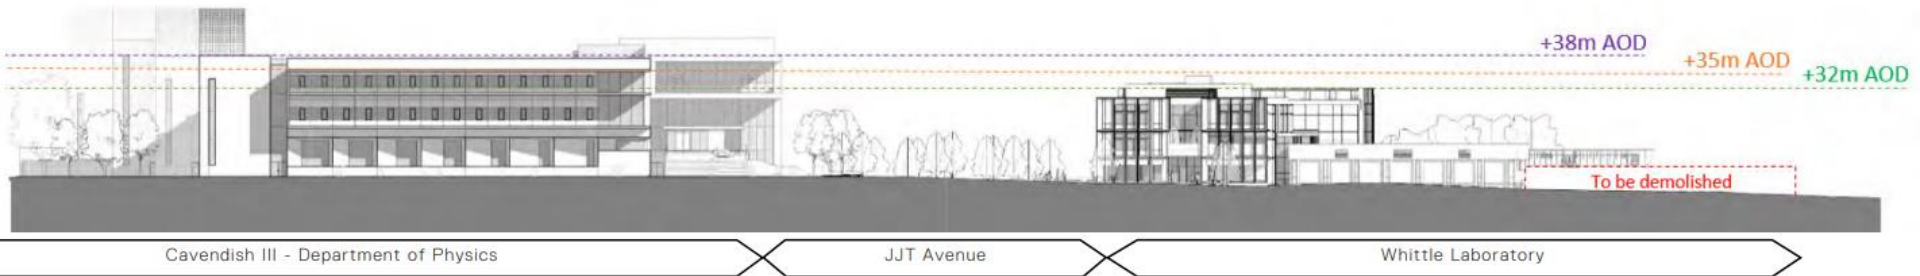 +38m AOD
+35m AOD
+32m AOD
To be demolished
Cavendish III - Department of Physics
JJT Avenue
Whittle Laboratory